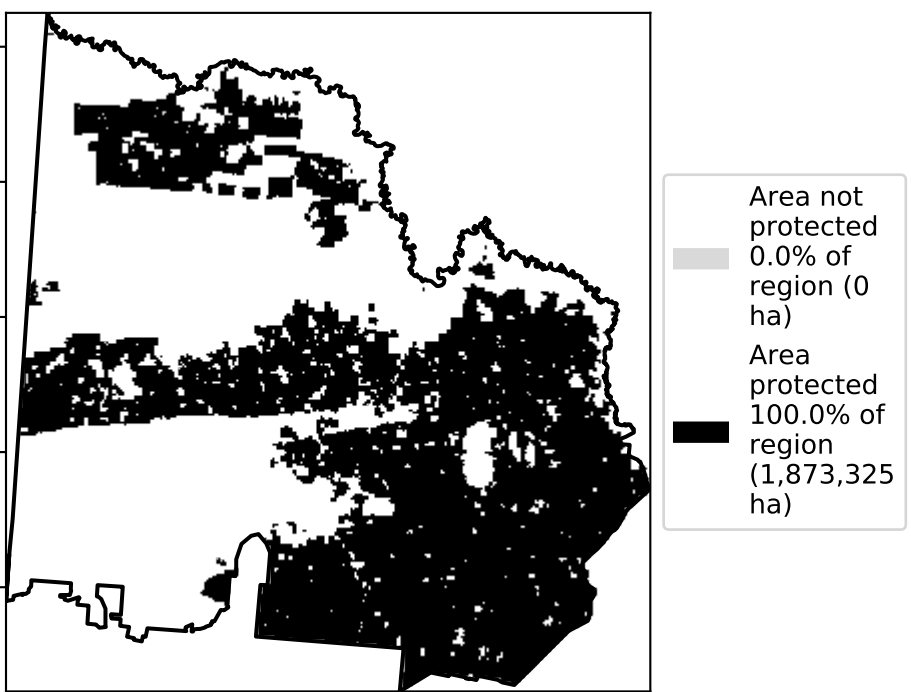 Area not
protected
0.0% of
region (0
ha)
Area
protected
100.0% of
region
(1,873,325
ha)